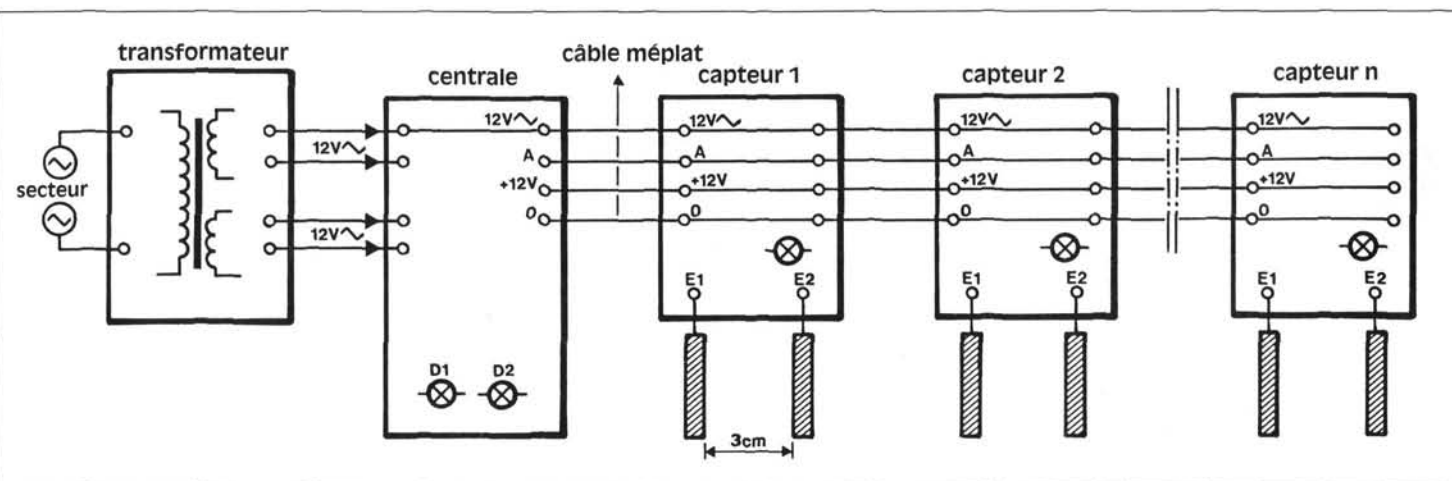 transformateur
secteur
12V~
12V~
centrale
12V~
A
+12V
0
D1 D2
câble méplat
capteur 1
12V~
A
+12V
0
E1 E2
3cm
capteur 2
12V~
A
+12V
0
E1 E2
capteur n
12V~
A
+12V
0
E1 E2